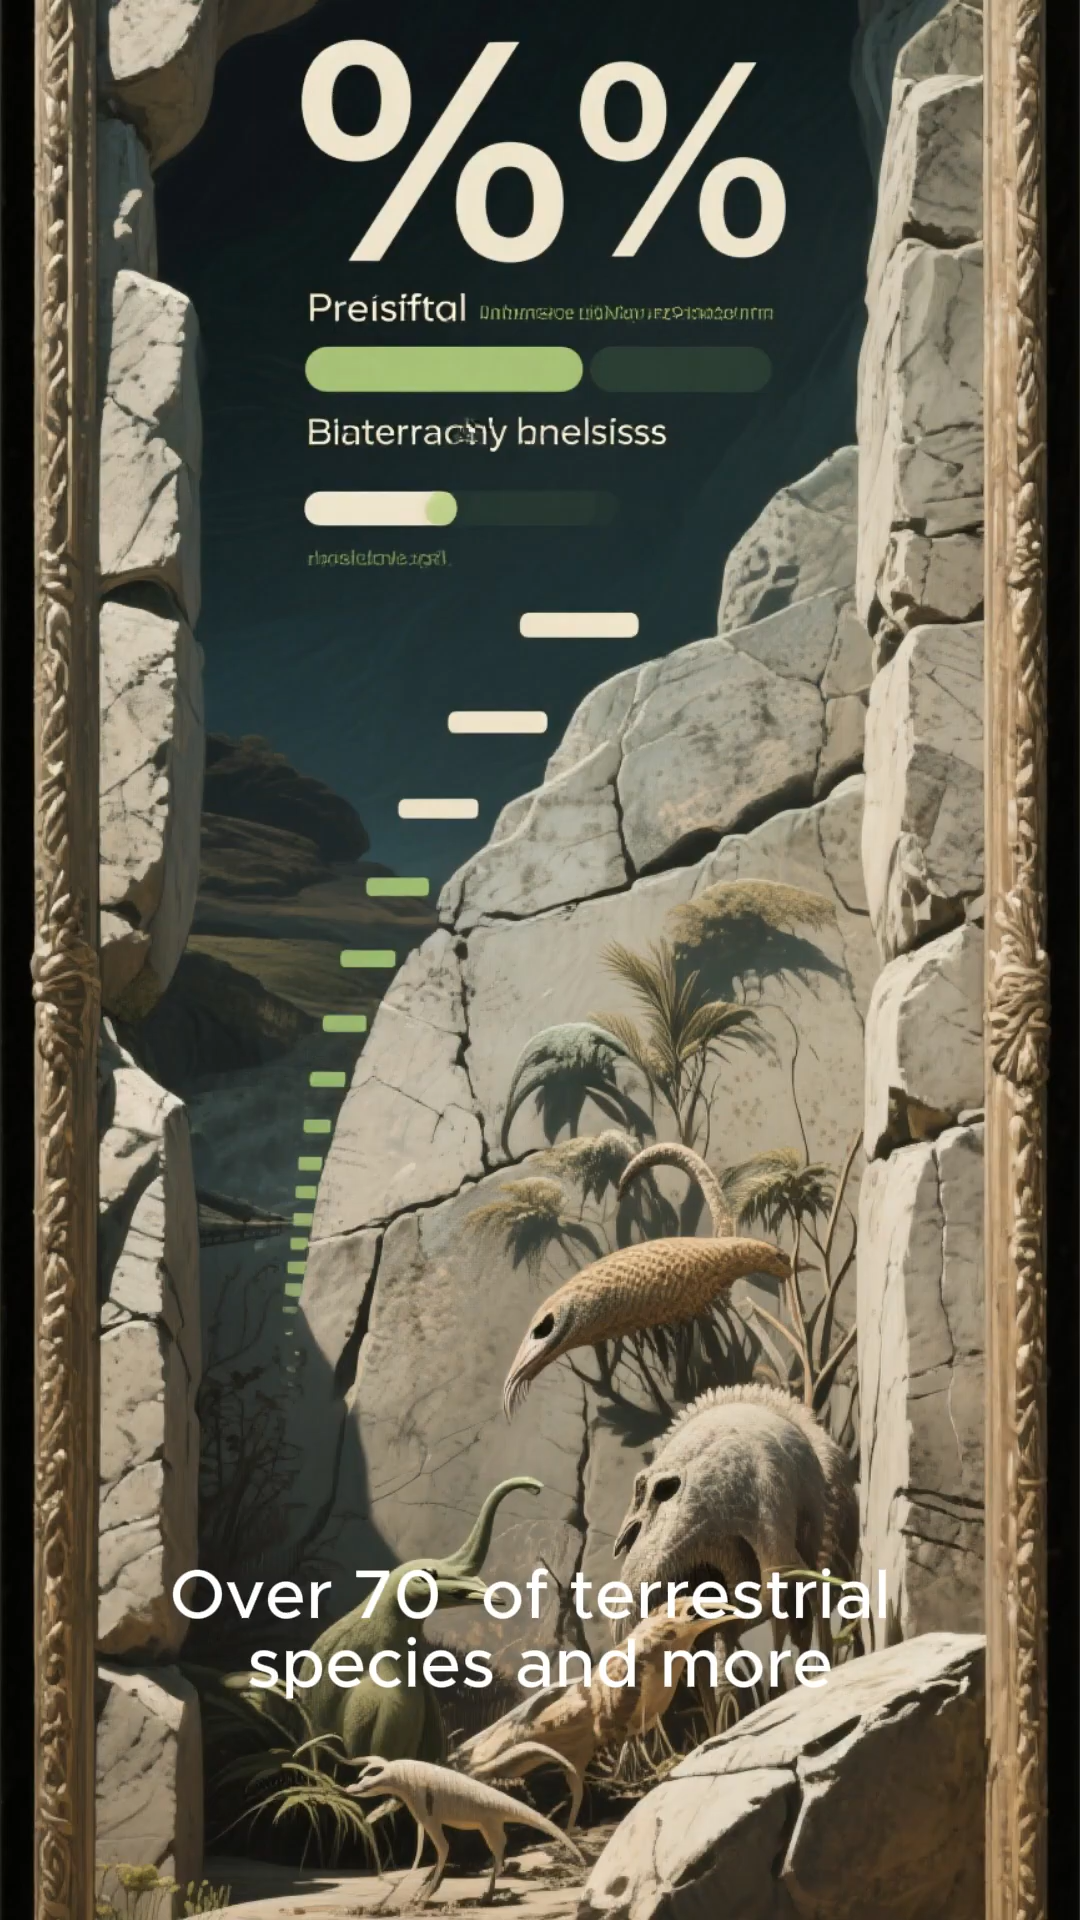 %%
Preisiftal
Biaterrachy bnelsisss
Over 70 of terrestrial
species and more